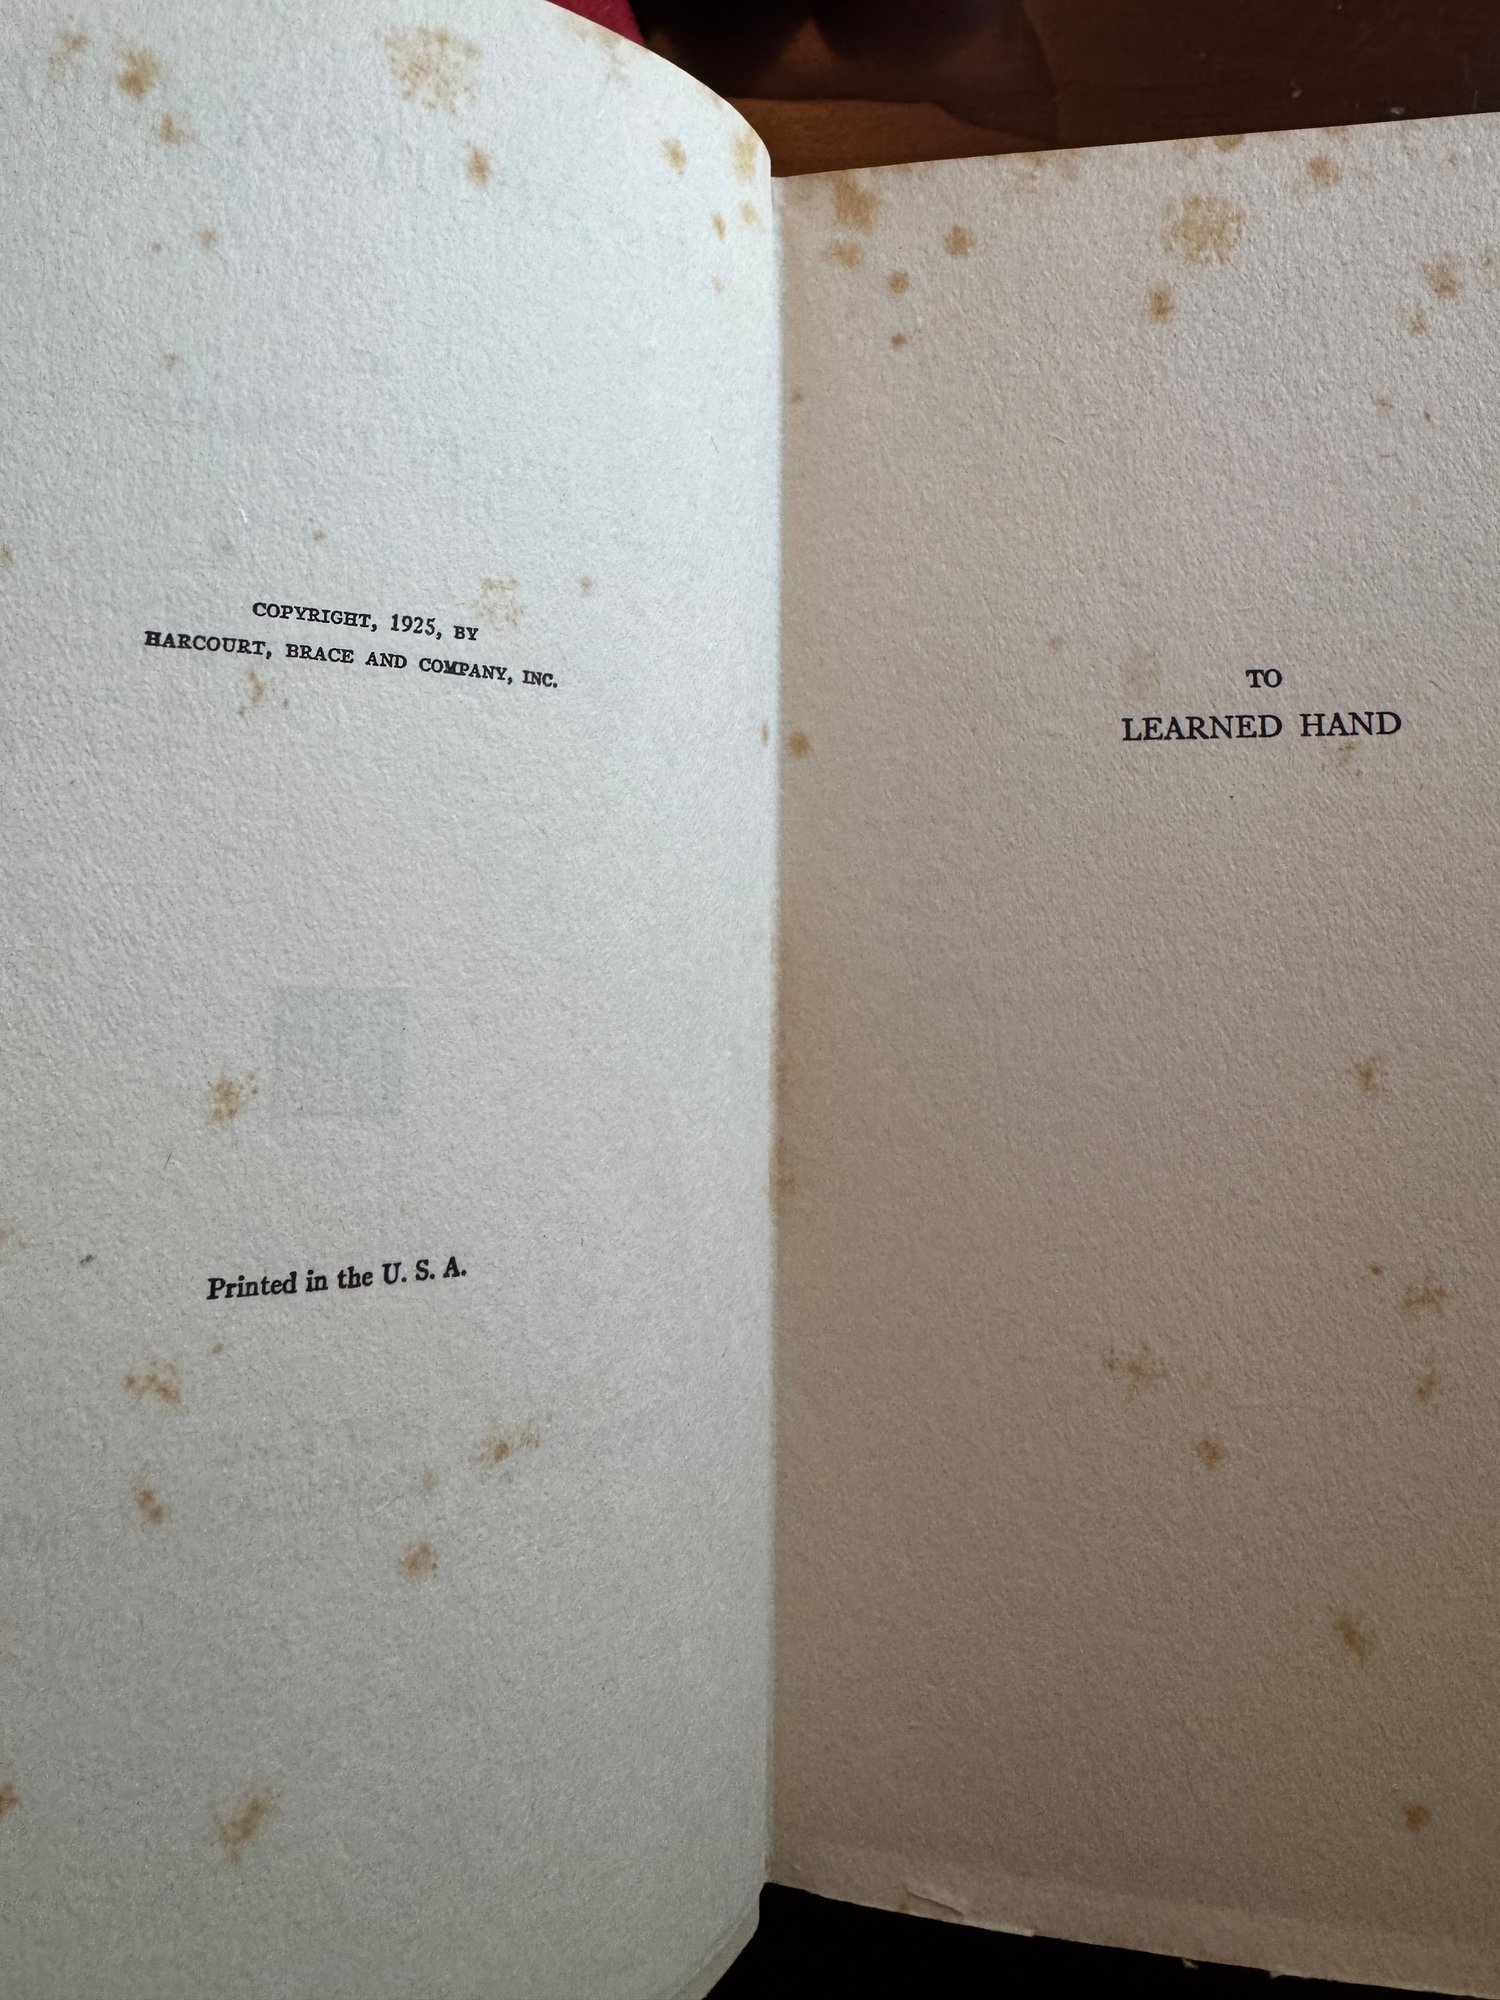 COPYRIGHT, 1925, BY
HARCOURT, BRACE AND COMPANY, INC.
Printed in the U. S. A.
TO
LEARNED HAND